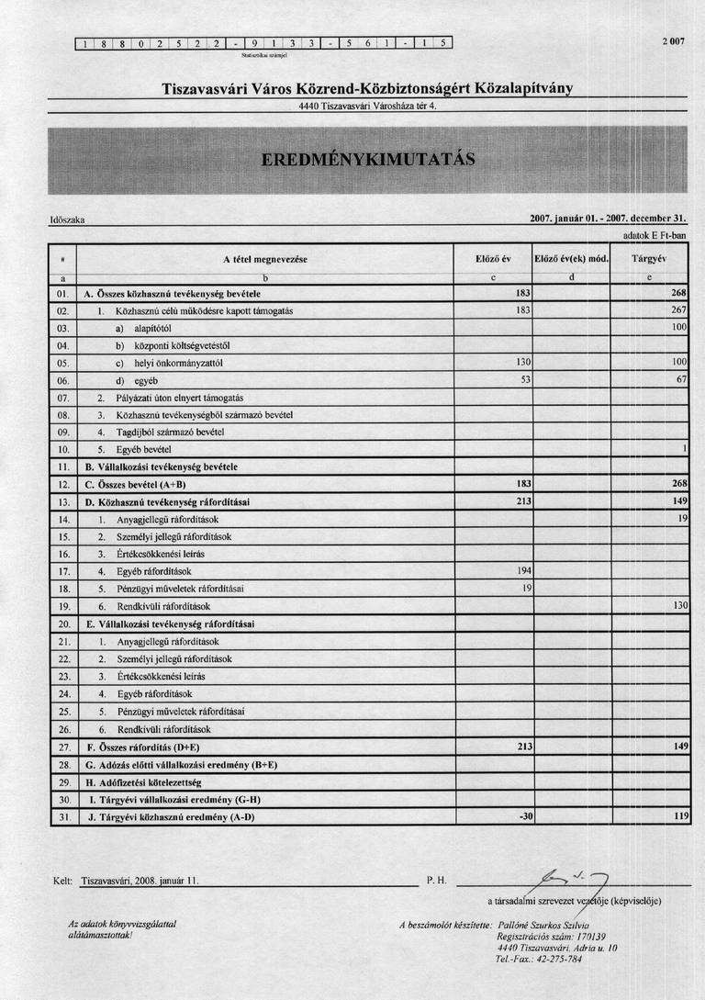 1 8 8 0 2 5 2 2 - 9 1 3 3 - 5 6 1 - 1 5
2 007
Statisztikai számjel
Tiszavasvári Város Közrend-Közbiztonságért Közalapítvány
4440 Tiszavasvári Városháza tér 4.
EREDMÉNYKIMUTATÁS
Időszaka 2007. január 01. - 2007. december 31.
adatok E Ft-ban
# A tétel megnevezése Előző év Előző év(ek) mód. Tárgyév
a b c d e
01. A. Összes közhasznú tevékenység bevétele 183 268
02. 1. Közhasznú célú működésre kapott támogatás 183 267
03. a) alapítótól 100
04. b) központi költségvetéstől
05. c) helyi önkormányzattól 130 100
06. d) egyéb 53 67
07. 2. Pályázati úton elnyert támogatás
08. 3. Közhasznú tevékenységből származó bevétel
09. 4. Tagdíjból származó bevétel
10. 5. Egyéb bevétel 1
11. B. Vállalkozási tevékenység bevétele
12. C. Összes bevétel (A+B) 183 268
13. D. Közhasznú tevékenység ráfordításai 213 149
14. 1. Anyagjellegű ráfordítások 19
15. 2. Személyi jellegű ráfordítások
16. 3. Értékcsökkenési leírás
17. 4. Egyéb ráfordítások 194
18. 5. Pénzügyi műveletek ráfordításai 19
19. 6. Rendkívüli ráfordítások 130
20. E. Vállalkozási tevékenység ráfordításai
21. 1. Anyagjellegű ráfordítások
22. 2. Személyi jellegű ráfordítások
23. 3. Értékcsökkenési leírás
24. 4. Egyéb ráfordítások
25. 5. Pénzügyi műveletek ráfordításai
26. 6. Rendkívüli ráfordítások
27. F. Összes ráfordítás (D+E) 213 149
28. G. Adózás előtti vállalkozási eredmény (B+E)
29. H. Adófizetési kötelezettség
30. I. Tárgyévi vállalkozási eredmény (G-H)
31. J. Tárgyévi közhasznú eredmény (A-D) -30 119
Kelt: Tiszavasvári, 2008. január 11. P. H.
a társadalmi szrevezet vezetője (képviselője)
Az adatok könyvvizsgálattal
alátámasztottak!
A beszámolót készítette: Pallóné Szurkos Szilvia
Regisztrációs szám: 170139
4440 Tiszavasvári, Adria u. 10
Tel.-Fax.: 42-275-784